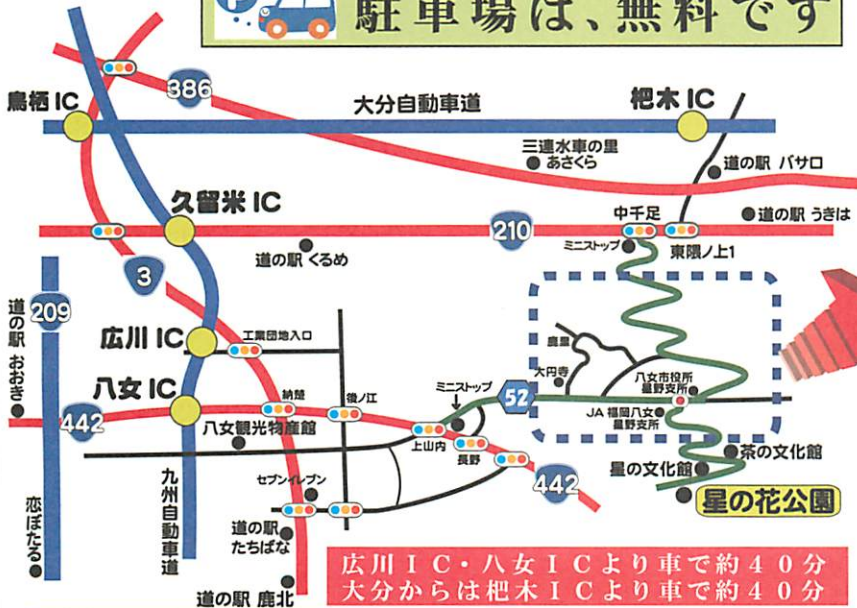 P
駐車場は、無料です
鳥栖IC
386
大分自動車道
杷木IC
三連水車の里
あさくら
道の駅 バサロ
久留米IC
210
中千足
道の駅 うきは
ミニストップ
東隈ノ上1
道の駅 くるめ
3
209
道の駅 おおき
広川IC
工業団地入口
鹿里
大円寺
八女市役所
星野支所
八女IC
納楚
後ノ江
ミニストップ
52
JA 福岡八女
星野支所
442
八女観光物産館
上山内
長野
茶の文化館
星の文化館
九州自動車道
セブンイレブン
442
星の花公園
恋ぼたる
道の駅
たちばな
道の駅 鹿北
広川IC・八女ICより車で約40分
大分からは杷木ICより車で約40分